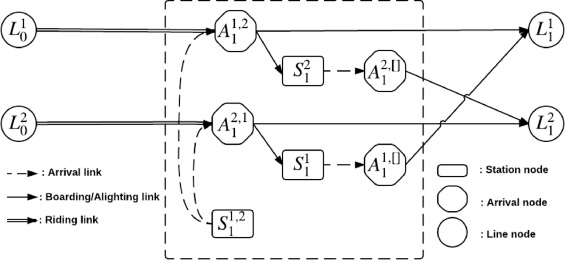 L_0^1
A_1^{1,2}
L_1^1
S_1^2
A_1^{2,[]}
L_0^2
A_1^{2,1}
L_1^2
S_1^1
A_1^{1,[]}
S_1^{1,2}
: Arrival link
: Boarding/Alighting link
: Riding link
: Station node
: Arrival node
: Line node